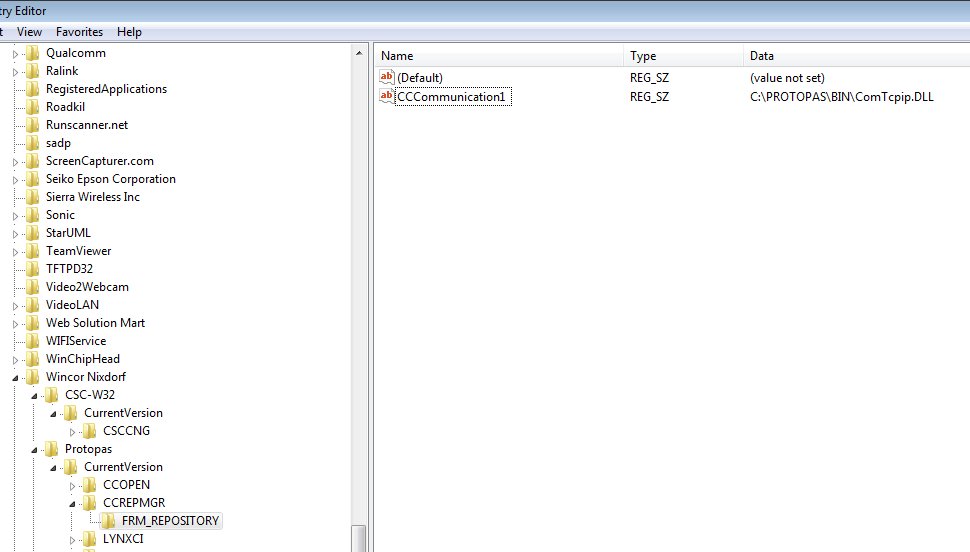 try Editor
t View Favorites Help
Qualcomm
Ralink
RegisteredApplications
Roadkil
Runscanner.net
sadp
ScreenCapturer.com
Seiko Epson Corporation
Sierra Wireless Inc
Sonic
StarUML
TeamViewer
TFTPD32
Video2Webcam
VideoLAN
Web Solution Mart
WIFIService
WinChipHead
Wincor Nixdorf
CSC-W32
CurrentVersion
CSCCNG
Protopas
CurrentVersion
CCOPEN
CCREPMGR
FRM_REPOSITORY
LYNXCI
Name Type Data
ab (Default) REG_SZ (value not set)
ab CCCommunication1 REG_SZ C:\PROTOPAS\BIN\ComTcpip.DLL